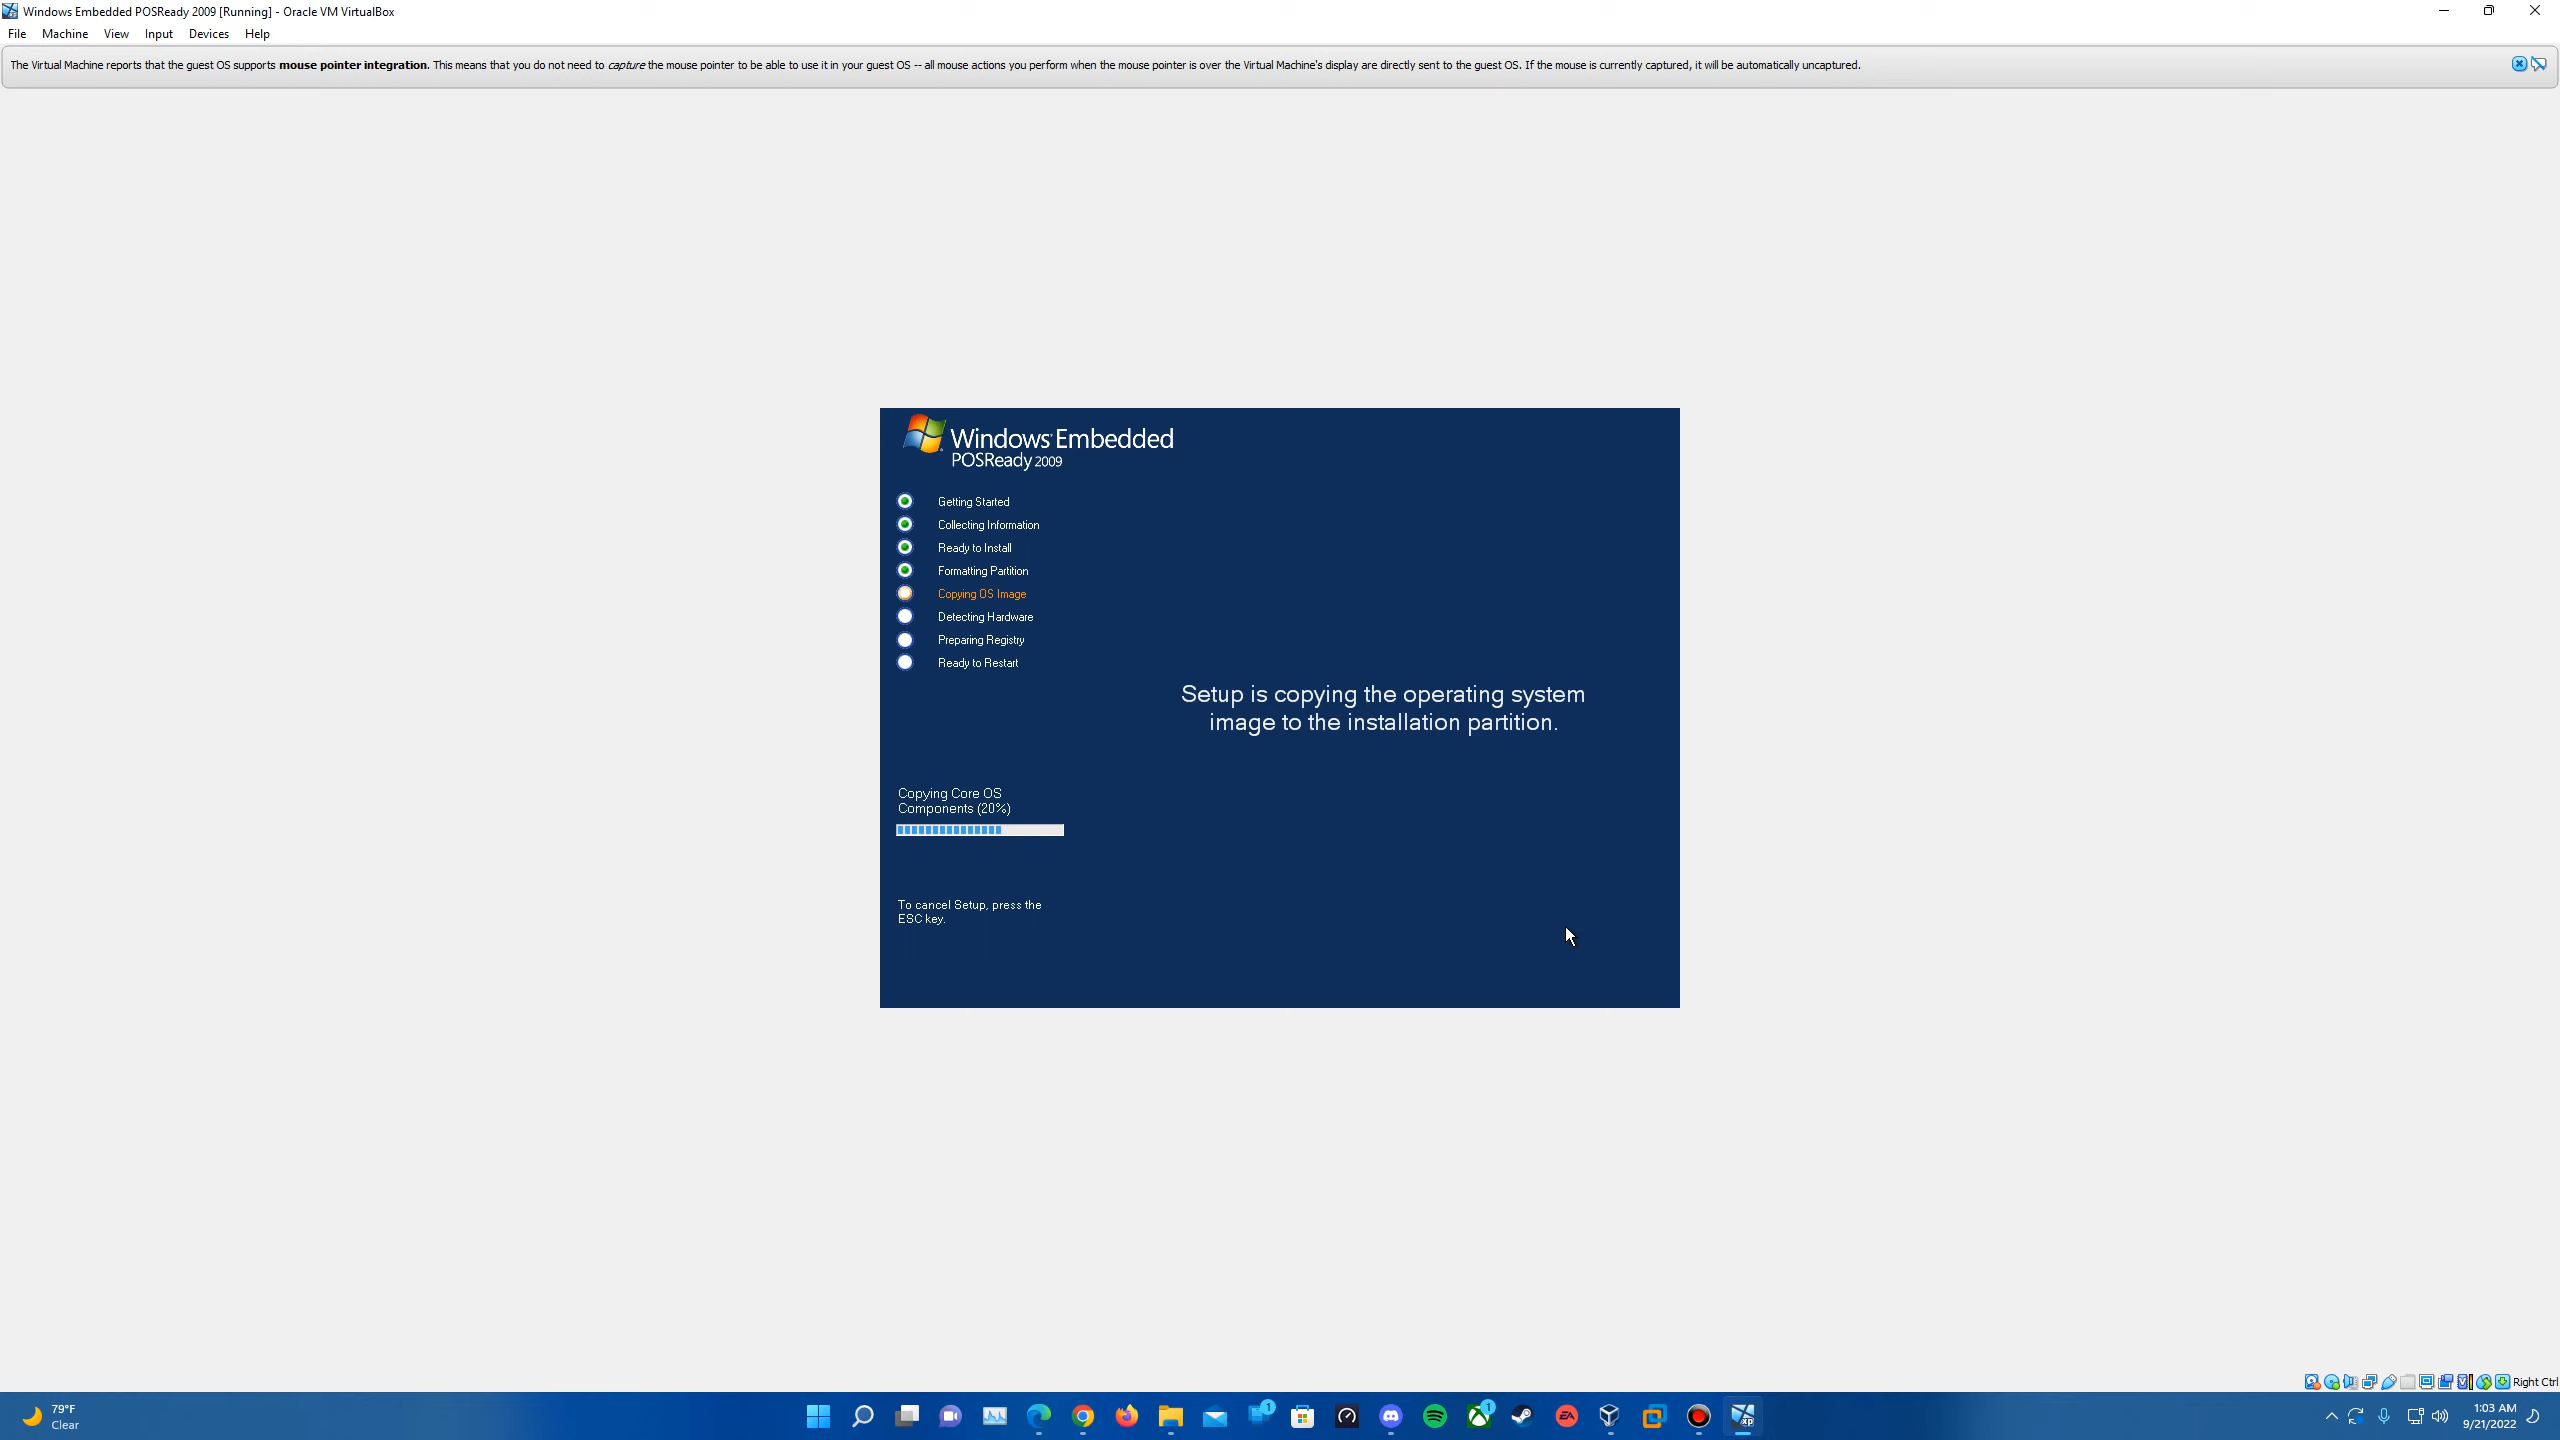 Windows Embedded POSReady 2009 [Running] - Oracle VM VirtualBox
File Machine View Input Devices Help
The Virtual Machine reports that the guest OS supports mouse pointer integration. This means that you do not need to capture the mouse pointer to be able to use it in your guest OS -- all mouse actions you perform when the mouse pointer is over the Virtual Machine's display are directly sent to the guest OS. If the mouse is currently captured, it will be automatically uncaptured.
Windows Embedded
POSReady 2009
Getting Started
Collecting Information
Ready to Install
Formatting Partition
Copying OS Image
Detecting Hardware
Preparing Registry
Ready to Restart
Setup is copying the operating system
image to the installation partition.
Copying Core OS
Components (20%)
To cancel Setup, press the
ESC key.
Right Ctrl
79°F
Clear
1
1
EA
xp
1:03 AM
9/21/2022